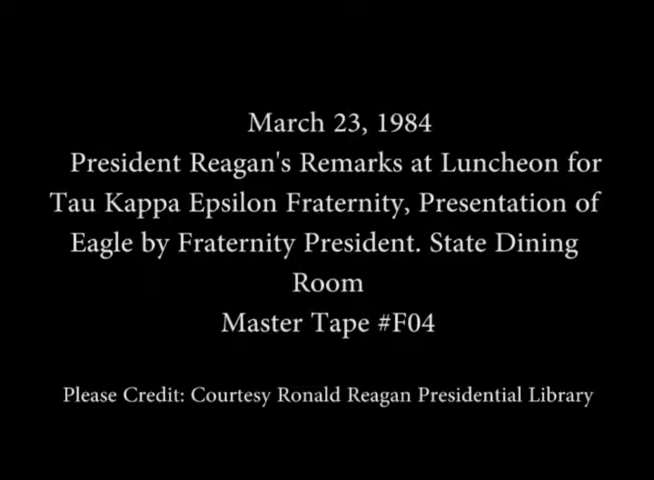 March 23, 1984
President Reagan's Remarks at Luncheon for
Tau Kappa Epsilon Fraternity, Presentation of
Eagle by Fraternity President. State Dining
Room
Master Tape #F04
Please Credit: Courtesy Ronald Reagan Presidential Library